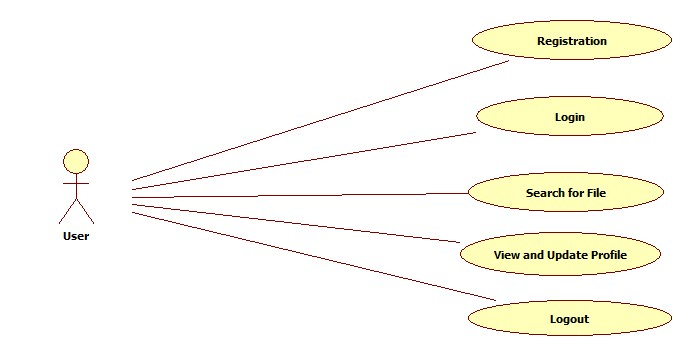 Registration
Login
Search for File
User
View and Update Profile
Logout